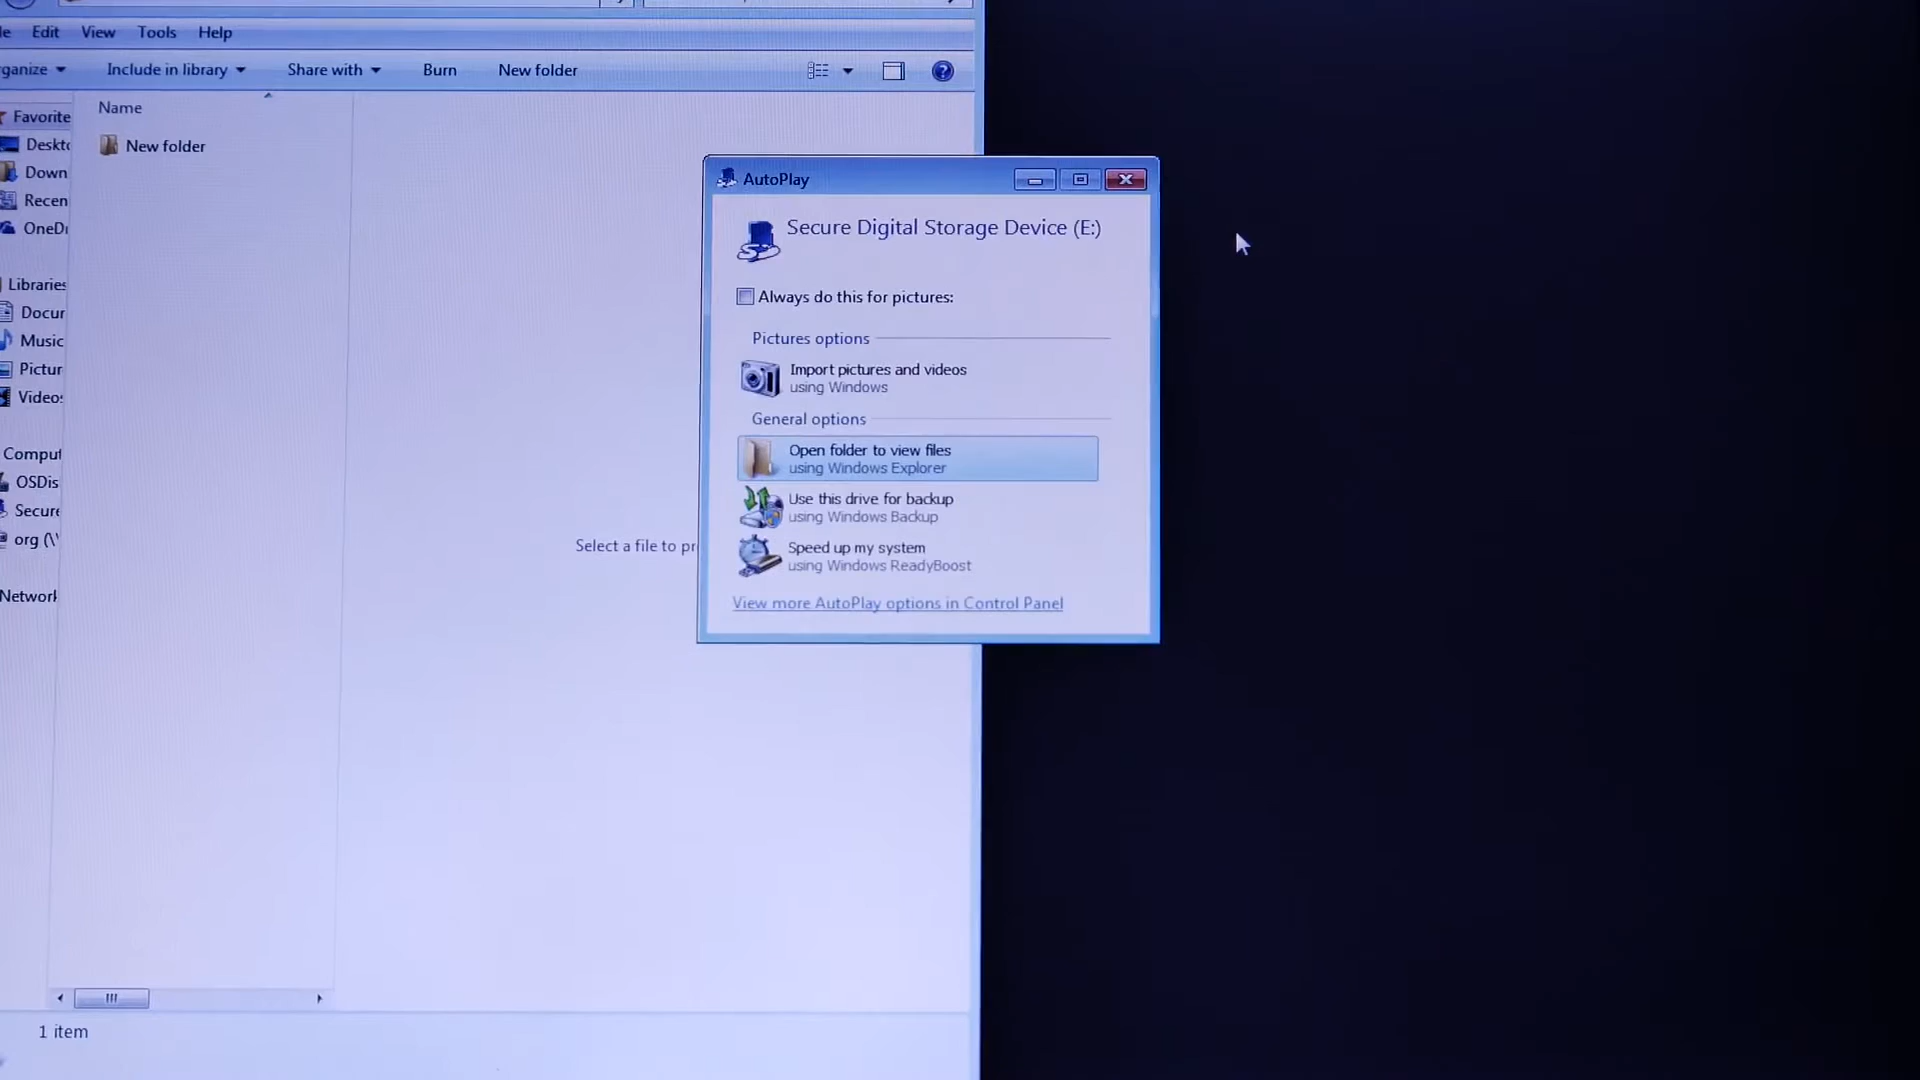 Edit View Tools Help
Include in library Share with Burn New folder
Name
New folder
Favorite
Deskt
Down
Recen
OneD
Libraries
Docur
Music
Pictur
Video
Comput
OSDis
Secure
org (\\
Network
Select a file to pr
1 item
AutoPlay
Secure Digital Storage Device (E:)
Always do this for pictures:
Pictures options
Import pictures and videos
using Windows
General options
Open folder to view files
using Windows Explorer
Use this drive for backup
using Windows Backup
Speed up my system
using Windows ReadyBoost
View more AutoPlay options in Control Panel